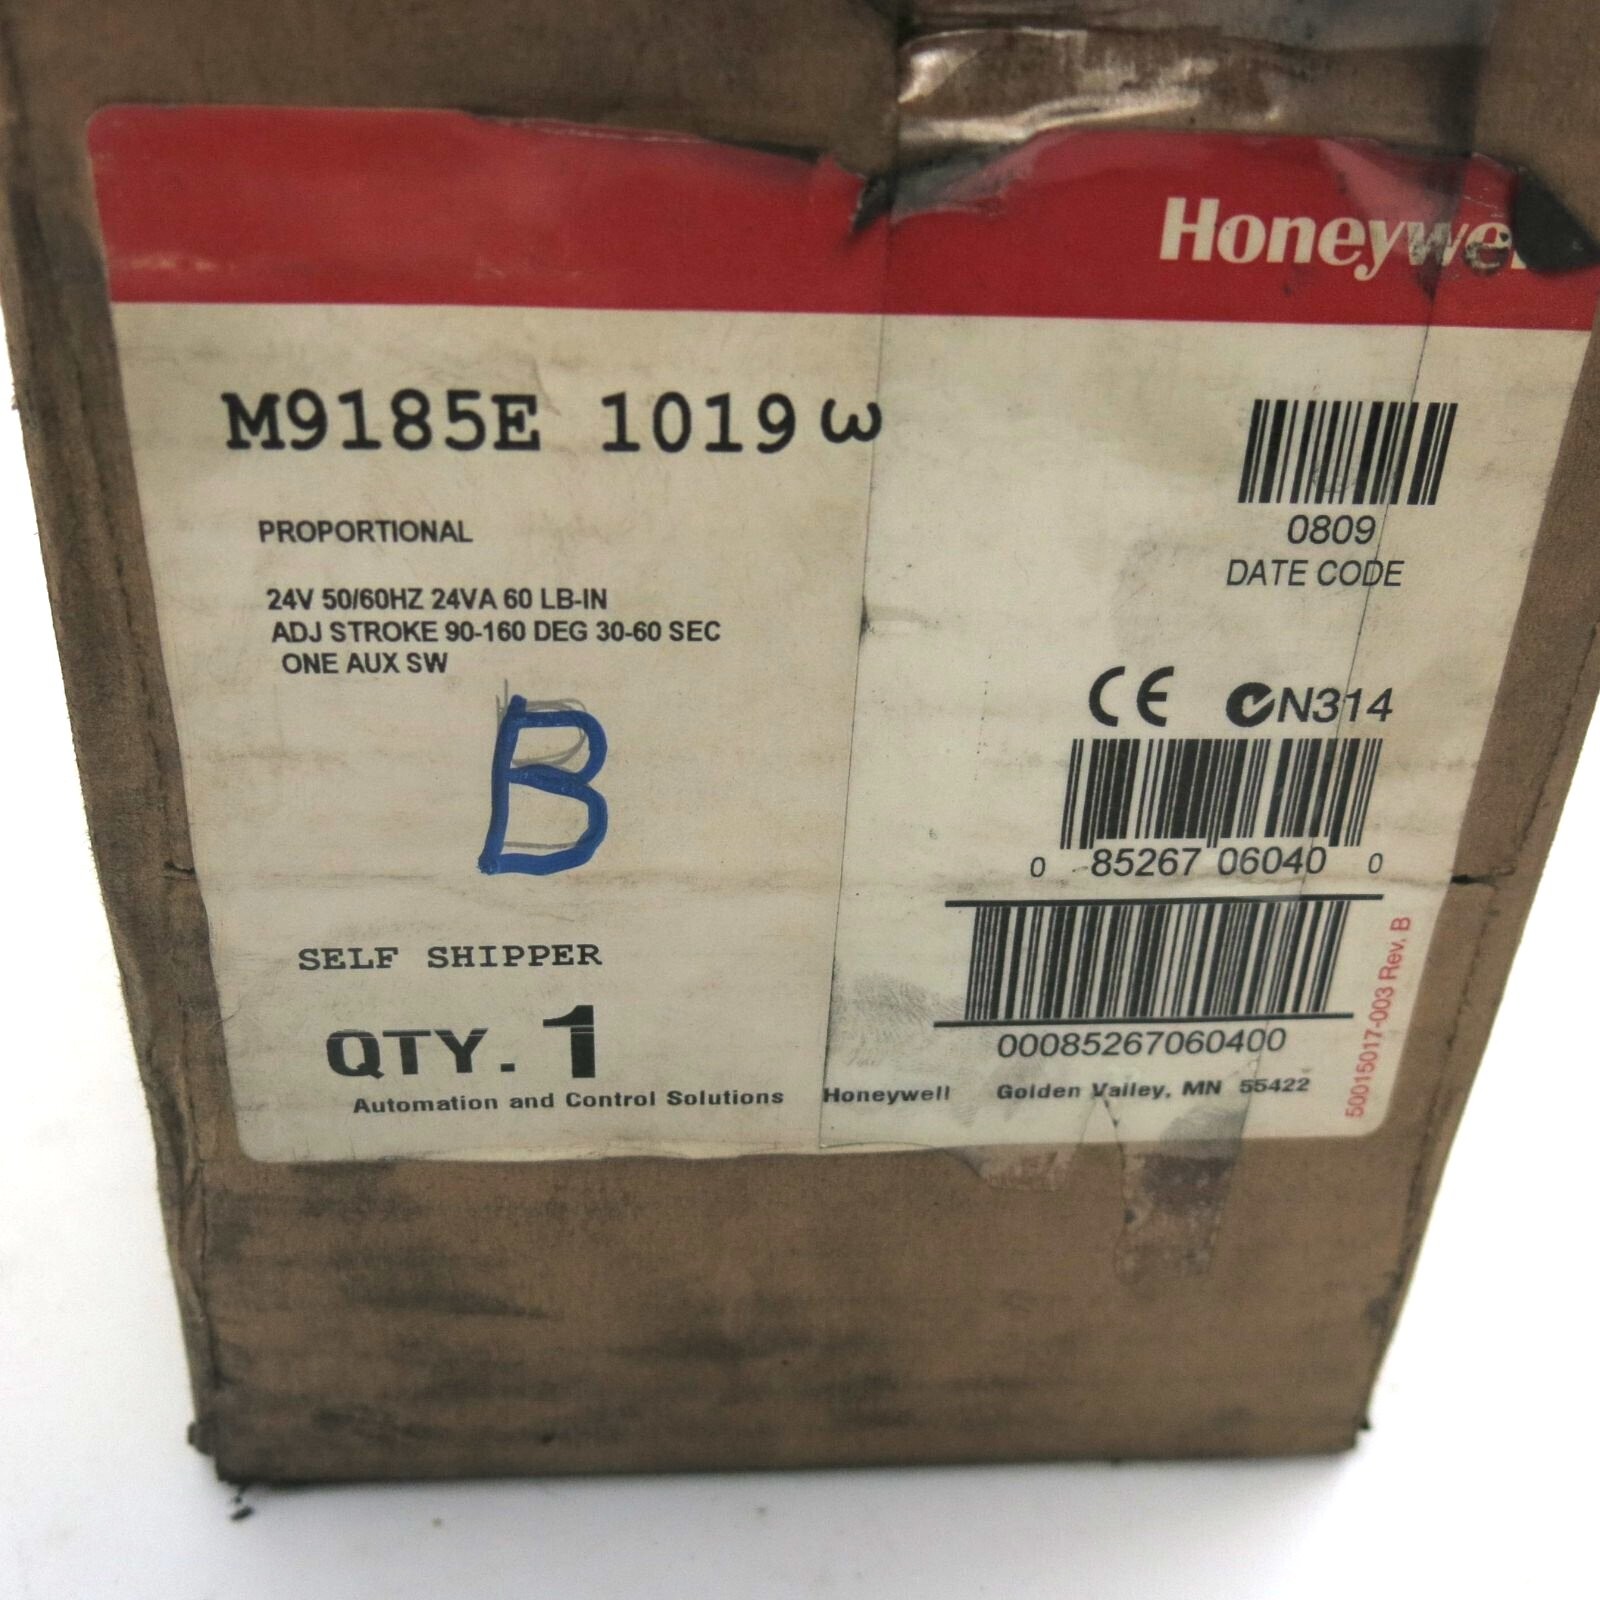 Honeywell
M9185E 1019 3
PROPORTIONAL
24V 50/60HZ 24VA 60 LB-IN
ADJ STROKE 90-160 DEG 30-60 SEC
ONE AUX SW
0809
DATE CODE
CE N314
B
0 85267 06040 0
SELF SHIPPER
00085267060400
50015017-003 Rev. B
QTY. 1
Automation and Control Solutions Honeywell Golden Valley, MN 55422